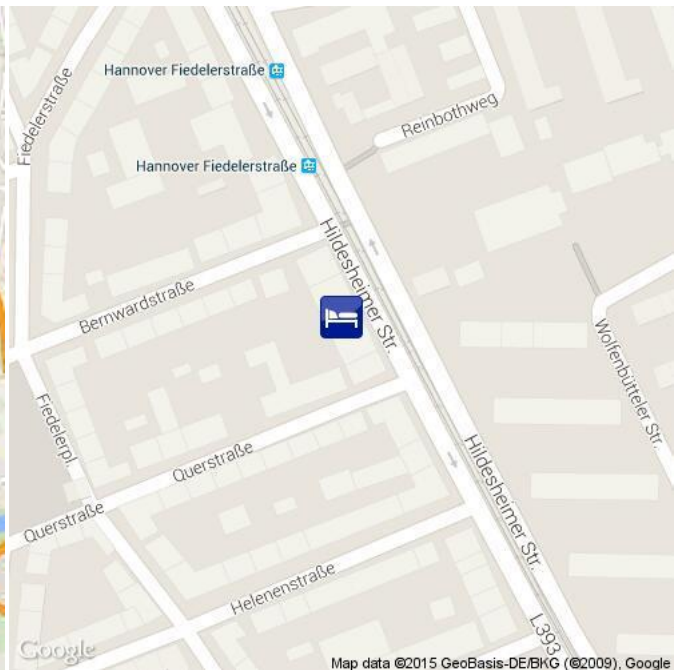 Hannover Fiedelerstraße
Fiedelerstraße
Reinbothweg
Hannover Fiedelerstraße
Hildesheimer Str.
Bernwardstraße
Wolfenbütteler Str.
Fiedelerpl.
Querstraße
Hildesheimer Str.
Querstraße
Helenenstraße
L393
Google
Map data ©2015 GeoBasis-DE/BKG (©2009), Google